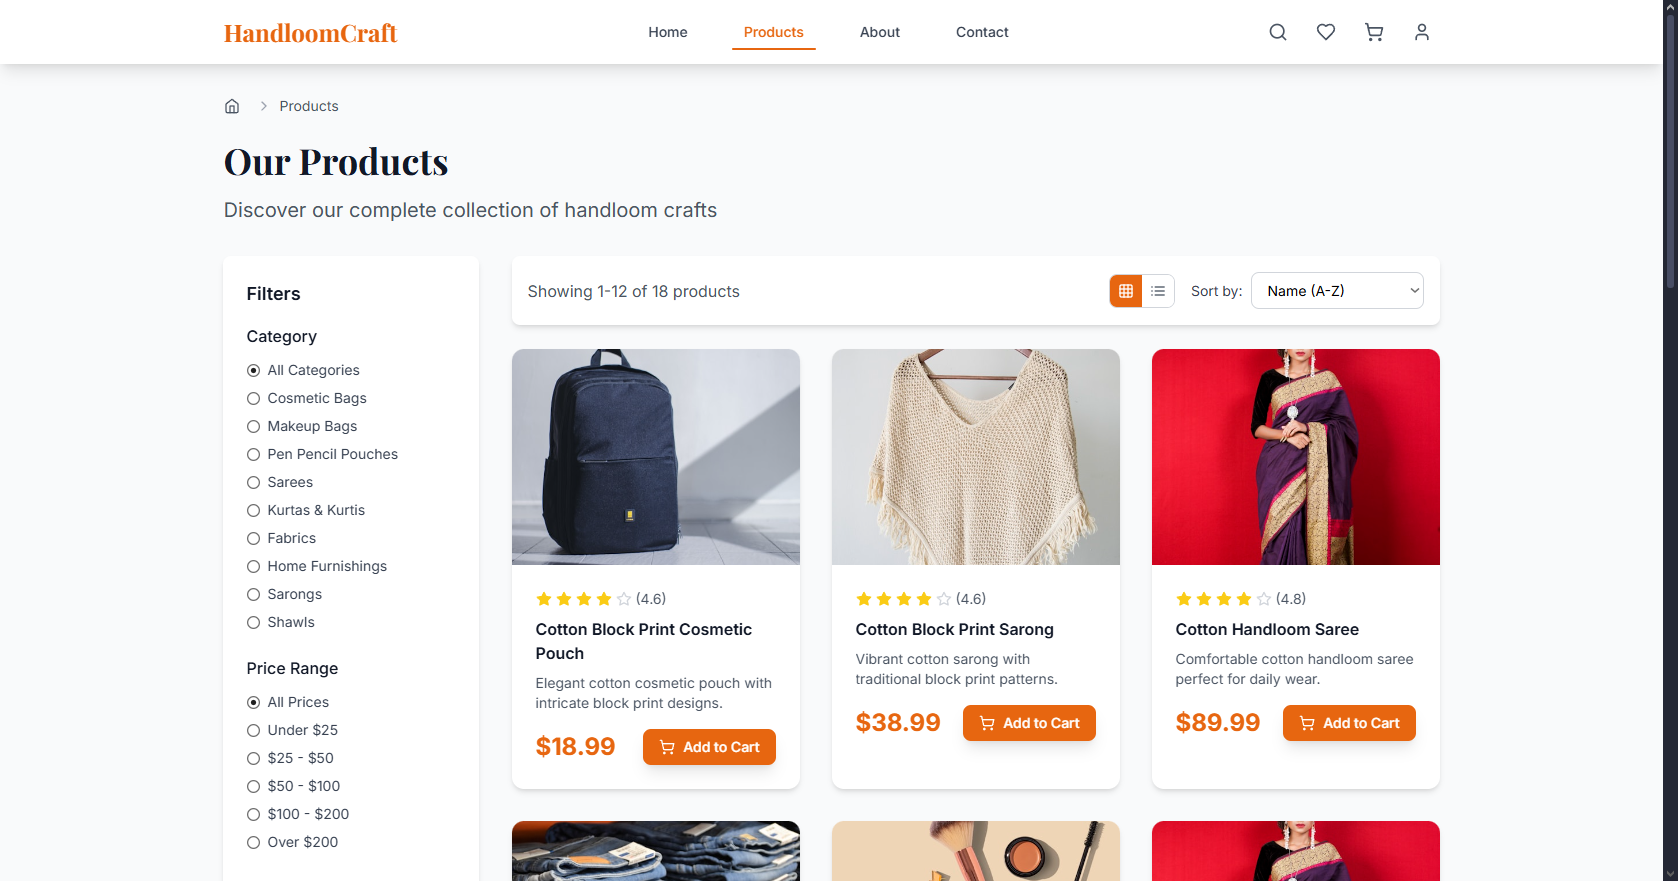 HandloomCraft
Home
Products
About
Contact
Products
Our Products
Discover our complete collection of handloom crafts
Filters
Category
All Categories
Cosmetic Bags
Makeup Bags
Pen Pencil Pouches
Sarees
Kurtas & Kurtis
Fabrics
Home Furnishings
Sarongs
Shawls
Price Range
All Prices
Under $25
$25 - $50
$50 - $100
$100 - $200
Over $200
Showing 1-12 of 18 products
Sort by:
Name (A-Z)
(4.6)
Cotton Block Print Cosmetic
Pouch
Elegant cotton cosmetic pouch with
intricate block print designs.
$18.99
Add to Cart
(4.6)
Cotton Block Print Sarong
Vibrant cotton sarong with
traditional block print patterns.
$38.99
Add to Cart
(4.8)
Cotton Handloom Saree
Comfortable cotton handloom saree
perfect for daily wear.
$89.99
Add to Cart